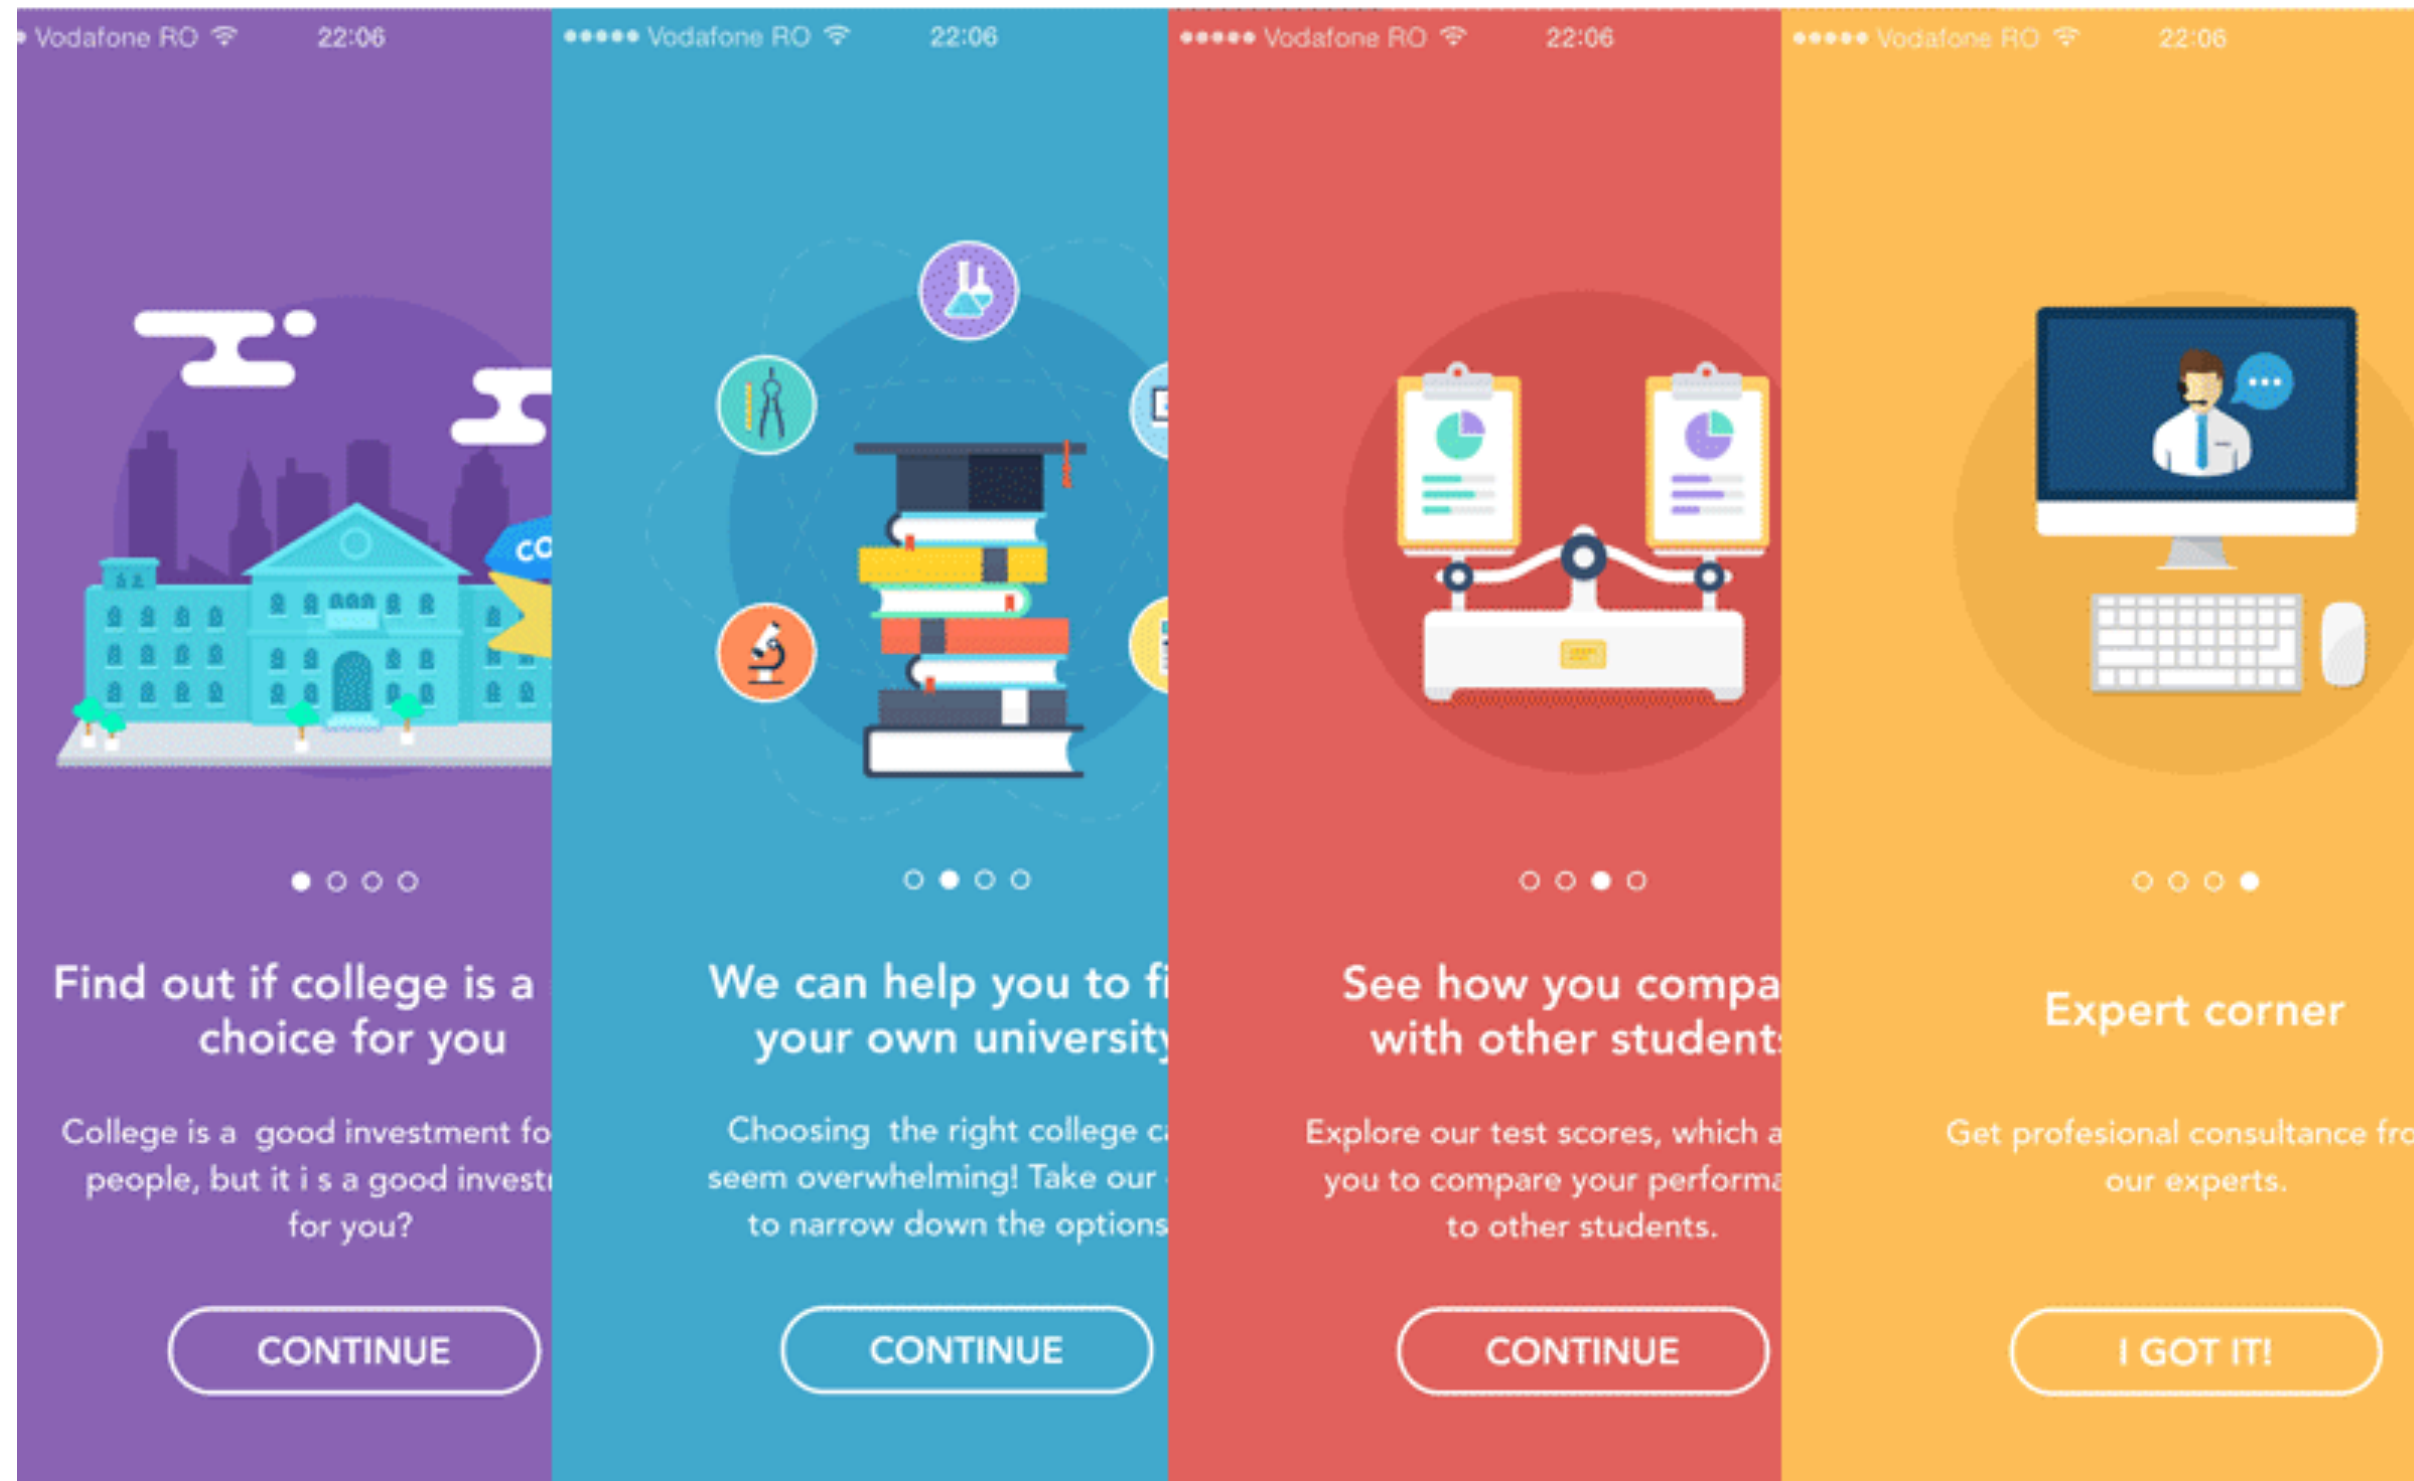 Vodafone RO 22:06
CO
Find out if college is a
choice for you
College is a good investment fo
people, but it i s a good invest
for you?
CONTINUE
Vodafone RO 22:06
We can help you to fi
your own university
Choosing the right college ca
seem overwhelming! Take our
to narrow down the options
CONTINUE
Vodafone RO 22:06
See how you compa
with other students
Explore our test scores, which a
you to compare your performa
to other students.
CONTINUE
Vodafone RO 22:06
Expert corner
Get profesional consultance fro
our experts.
I GOT IT!